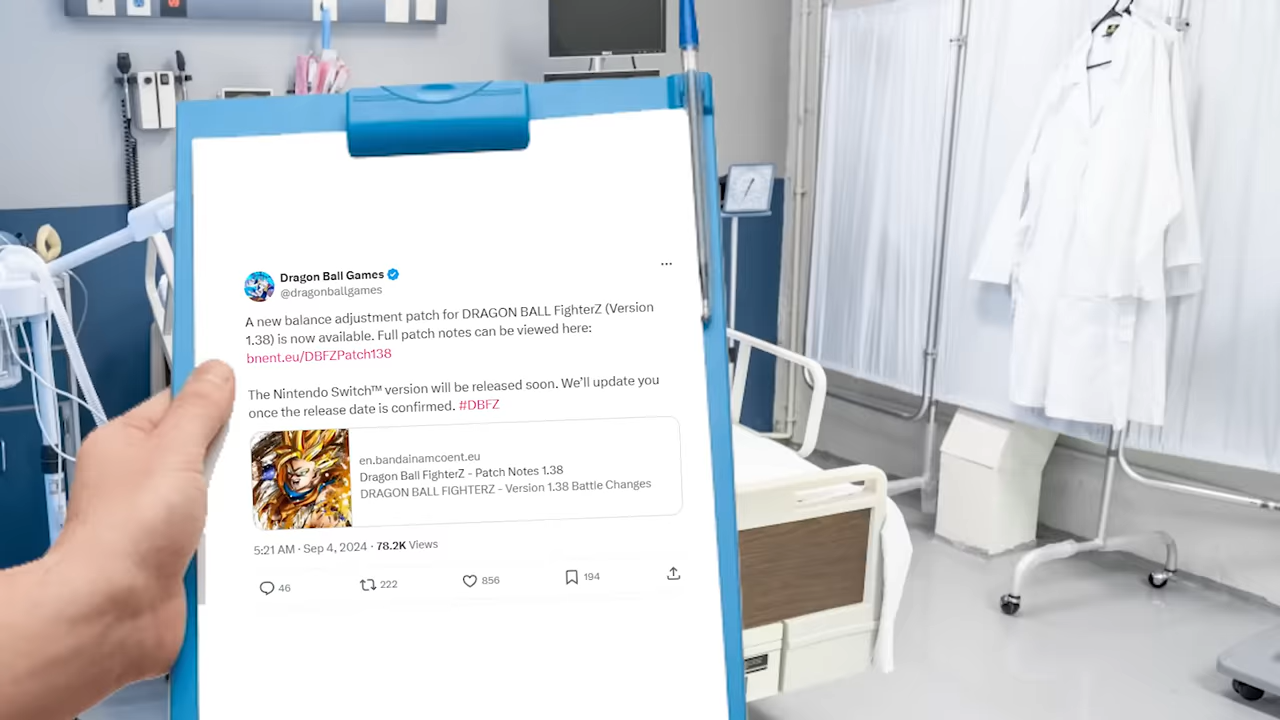 Dragon Ball Games
@dragonballgames
A new balance adjustment patch for DRAGON BALL FighterZ (Version
1.38) is now available. Full patch notes can be viewed here:
bnent.eu/DBFZPatch138
The Nintendo Switch™ version will be released soon. We'll update you
once the release date is confirmed. #DBFZ
en.bandainamcoent.eu
Dragon Ball FighterZ - Patch Notes 1.38
DRAGON BALL FIGHTERZ - Version 1.38 Battle Changes
5:21 AM · Sep 4, 2024 · 78.2K Views
46 222 856 194